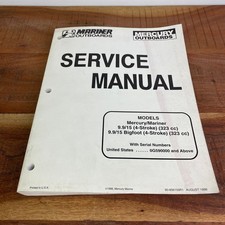 MARINER
OUTBOARDS
MERCURY
OUTBOARDS
SERVICE
MANUAL
MODELS
Mercury/Mariner
9.9/15 (4-Stroke) (323 cc)
9.9/15 Bigfoot (4-Stroke) (323 cc)
With Serial Numbers
United States ........ 0G590000 and Above